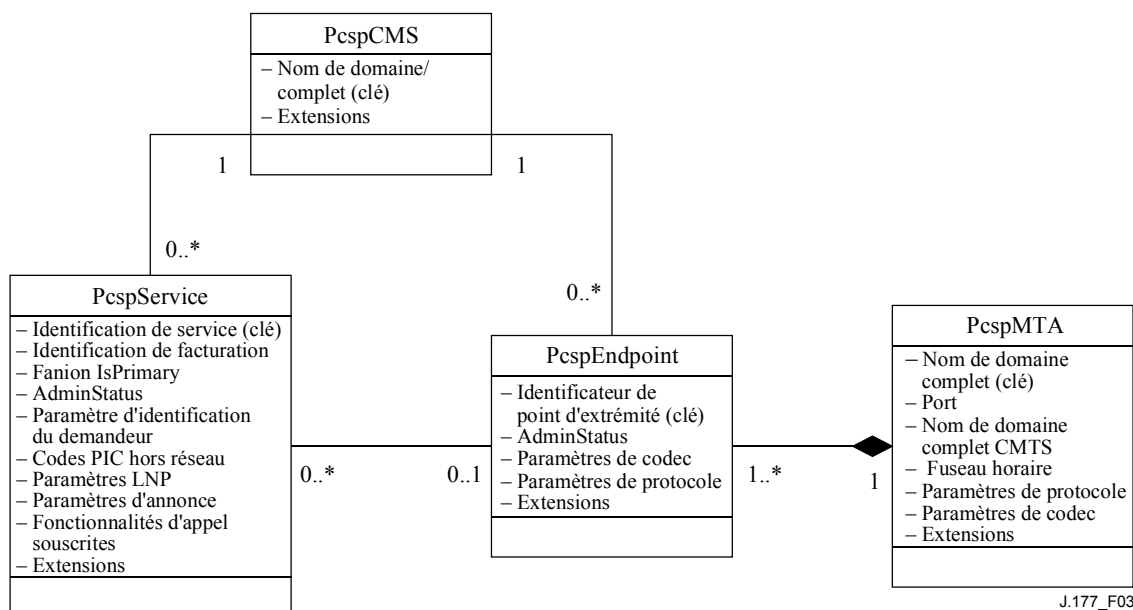 PcspCMS
– Nom de domaine/
complet (clé)
– Extensions
1
1
0..*
0..*
PcspService
– Identification de service (clé)
– Identification de facturation
– Fanion IsPrimary
– AdminStatus
– Paramètre d'identification
du demandeur
– Codes PIC hors réseau
– Paramètres LNP
– Paramètres d'annonce
– Fonctionnalités d'appel
souscrites
– Extensions
0..*
0..1
PcspEndpoint
– Identificateur de
point d'extrémité (clé)
– AdminStatus
– Paramètres de codec
– Paramètres de protocole
– Extensions
1..*
1
PcspMTA
– Nom de domaine
complet (clé)
– Port
– Nom de domaine
complet CMTS
– Fuseau horaire
– Paramètres de protocole
– Paramètres de codec
– Extensions
J.177_F03